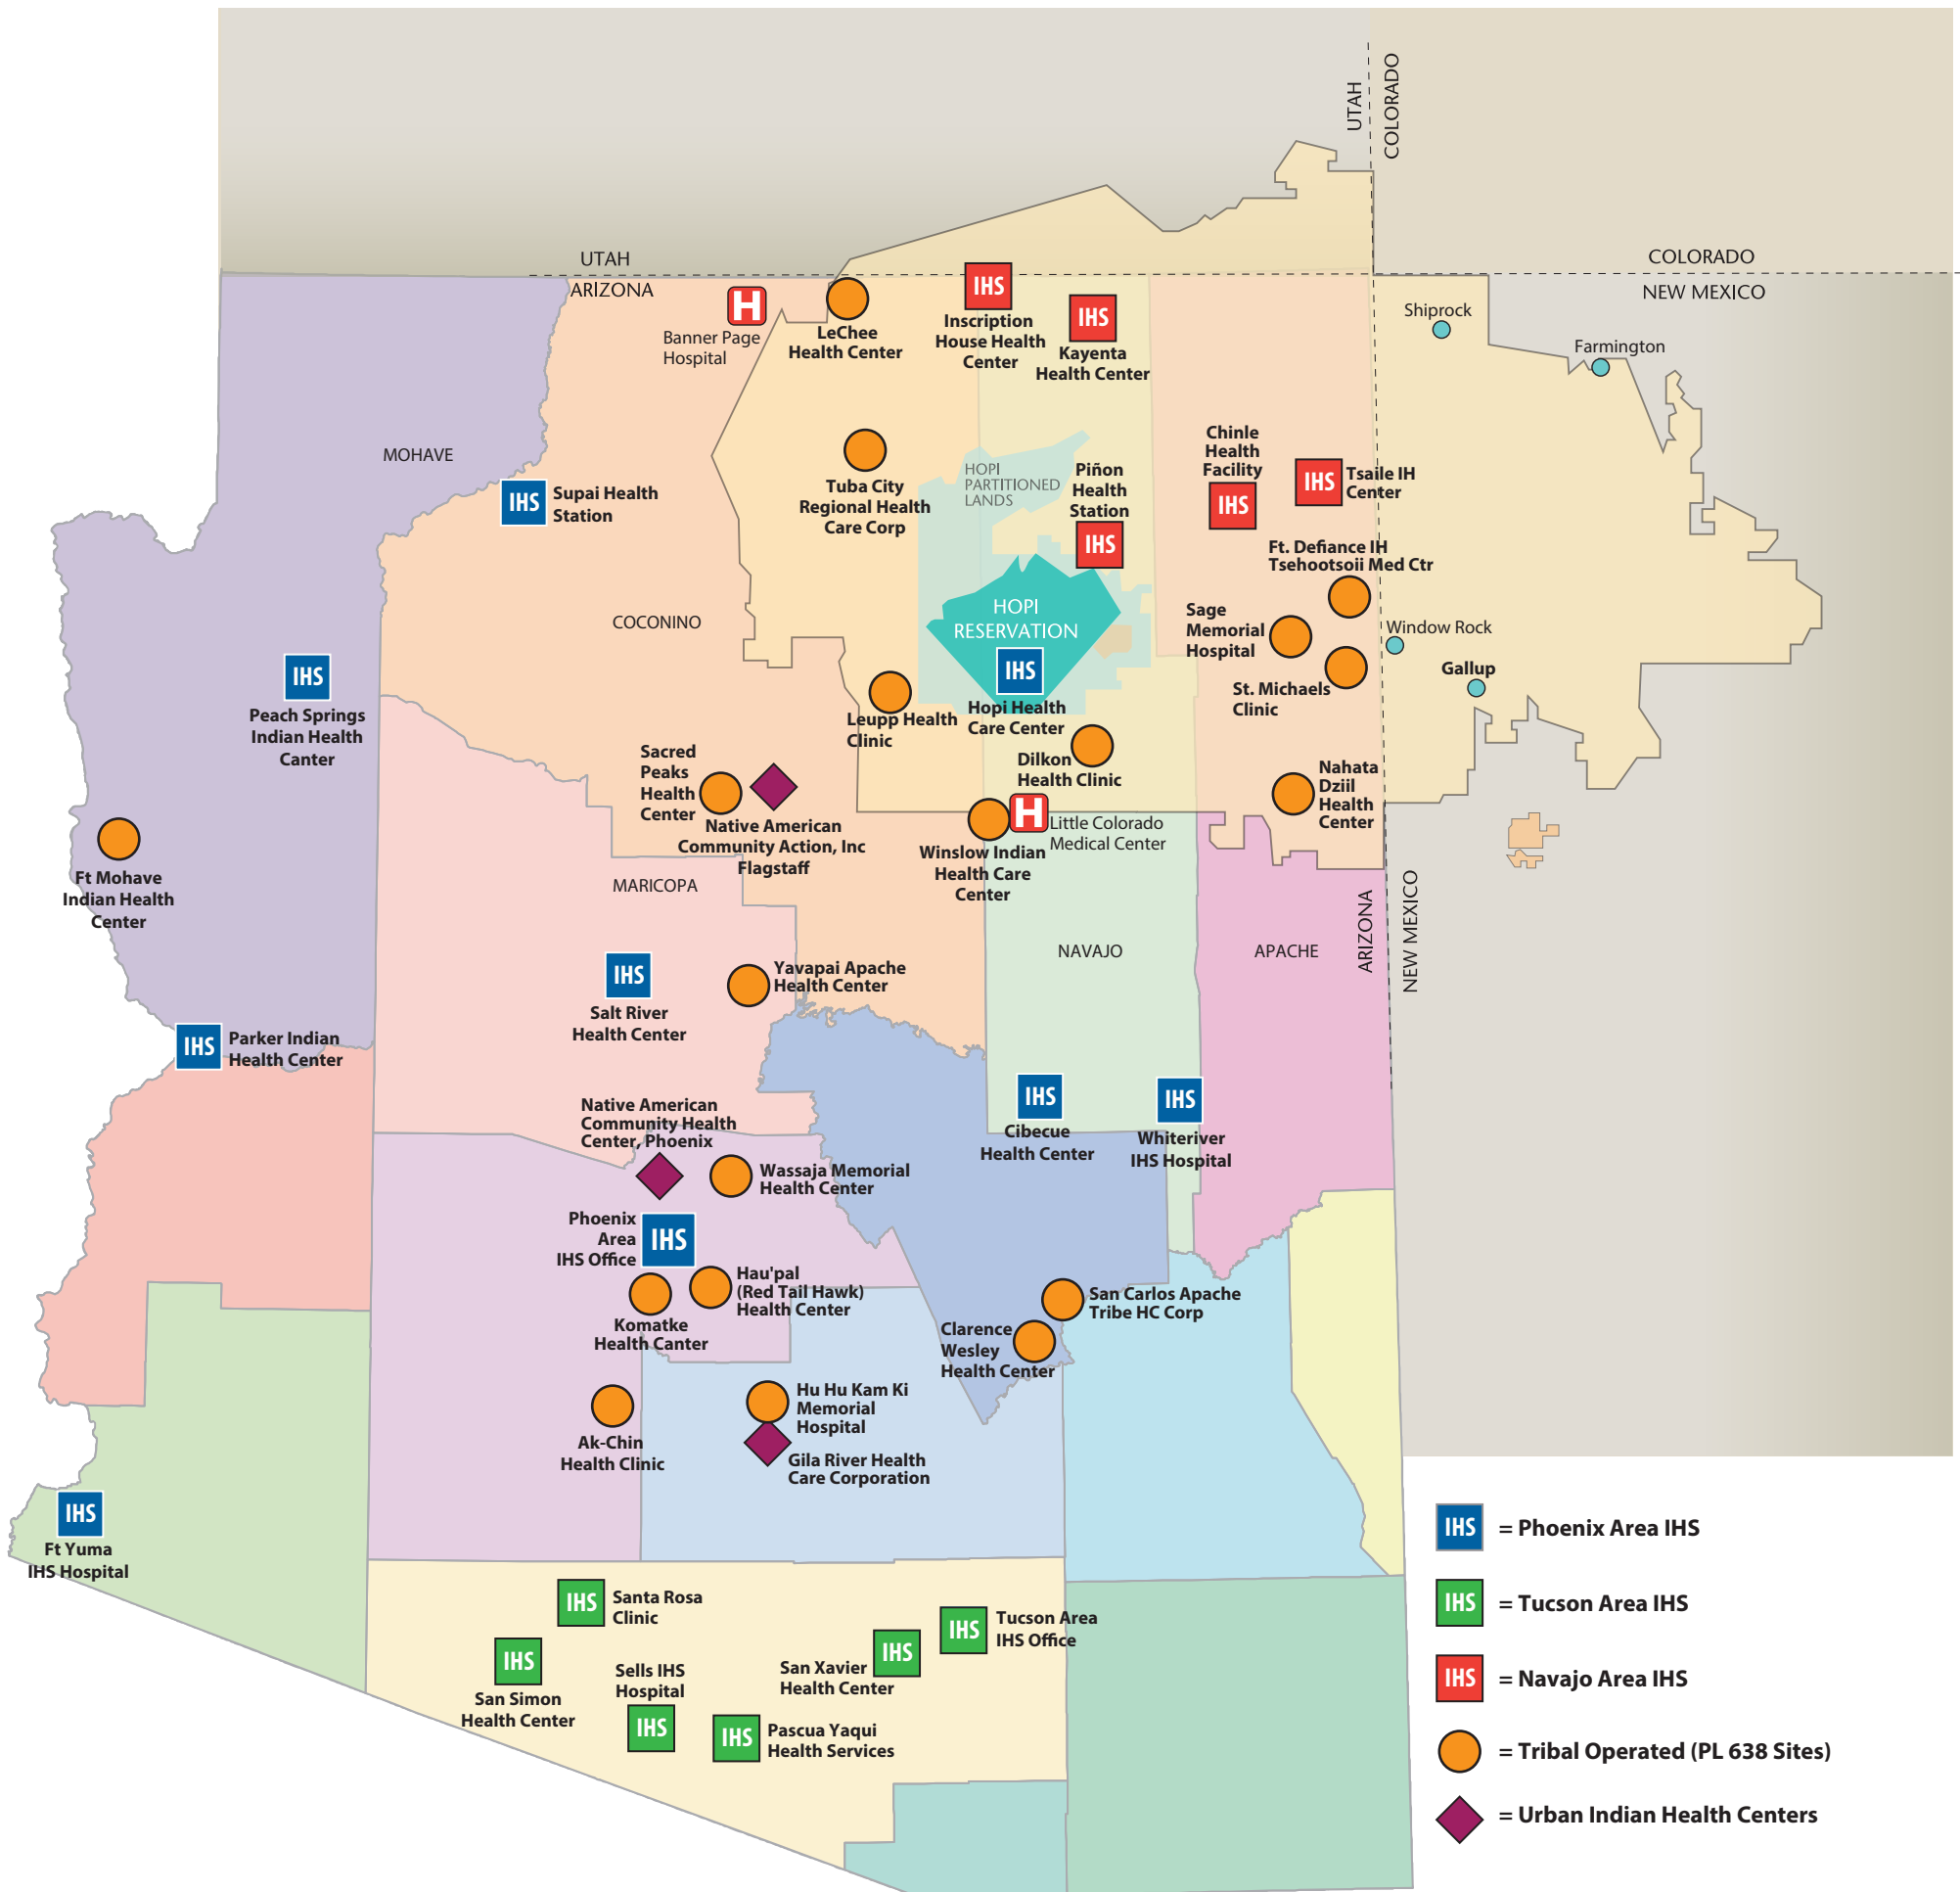 UTAH
COLORADO
UTAH
ARIZONA
COLORADO
NEW MEXICO
H
Banner Page
Hospital
LeChee
Health Center
IHS
Inscription
House Health
Center
IHS
Kayenta
Health Center
Shiprock
Farmington
MOHAVE
IHS
Supai Health
Station
Tuba City
Regional Health
Care Corp
HOPI
PARTITIONED
LANDS
Piñon
Health
Station
IHS
Chinle
Health
Facility
IHS
IHS
Tsaile IH
Center
Ft. Defiance IH
Tsehootsoii Med Ctr
COCONINO
HOPI
RESERVATION
IHS
Hopi Health
Care Center
Sage
Memorial
Hospital
Window Rock
St. Michaels
Clinic
Gallup
IHS
Peach Springs
Indian Health
Canter
Leupp Health
Clinic
Sacred
Peaks
Health
Center
Native American
Community Action, Inc
Flagstaff
Dilkon
Health Clinic
Nahata
Dziil
Health
Center
H
Little Colorado
Medical Center
Winslow Indian
Health Care
Center
Ft Mohave
Indian Health
Center
MARICOPA
NAVAJO
APACHE
ARIZONA
NEW MEXICO
IHS
Salt River
Health Center
Yavapai Apache
Health Center
IHS
Parker Indian
Health Center
IHS
Cibecue
Health Center
IHS
Whiteriver
IHS Hospital
Native American
Community Health
Center, Phoenix
Wassaja Memorial
Health Center
Phoenix
Area
IHS Office
IHS
Hau'pal
(Red Tail Hawk)
Health Center
Komatke
Health Canter
San Carlos Apache
Tribe HC Corp
Clarence
Wesley
Health Center
Ak-Chin
Health Clinic
Hu Hu Kam Ki
Memorial
Hospital
Gila River Health
Care Corporation
IHS
Ft Yuma
IHS Hospital
IHS
Santa Rosa
Clinic
IHS
San Simon
Health Center
Sells IHS
Hospital
IHS
IHS
Pascua Yaqui
Health Services
San Xavier
Health Center
IHS
IHS
Tucson Area
IHS Office
IHS = Phoenix Area IHS
IHS = Tucson Area IHS
IHS = Navajo Area IHS
= Tribal Operated (PL 638 Sites)
= Urban Indian Health Centers